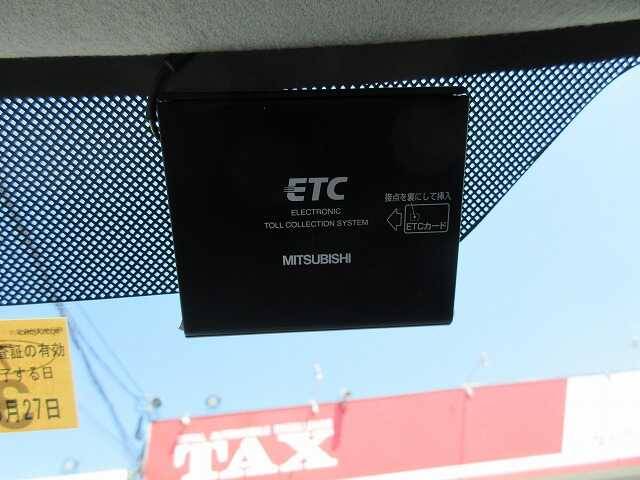 ETC
ELECTRONIC
TOLL COLLECTION SYSTEM
MITSUBISHI
接点を裏にして挿入
ETCカード
証の有効
了する日
月27日
TAX